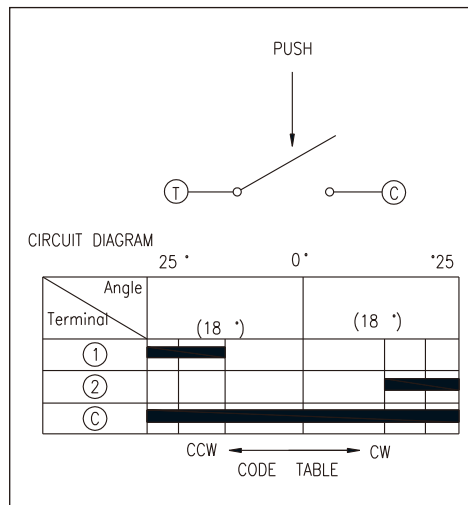 PUSH
T C
CIRCUIT DIAGRAM
25 ° 0° °25
Angle
Terminal
(18 °) (18 °)
1
2
C
CCW CW
CODE TABLE